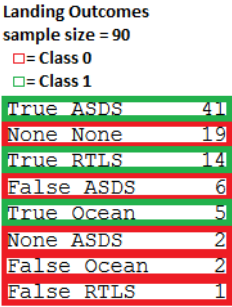 Landing Outcomes
sample size = 90
= Class 0
= Class 1
True ASDS 41
None None 19
True RTLS 14
False ASDS 6
True Ocean 5
None ASDS 2
False Ocean 2
False RTLS 1